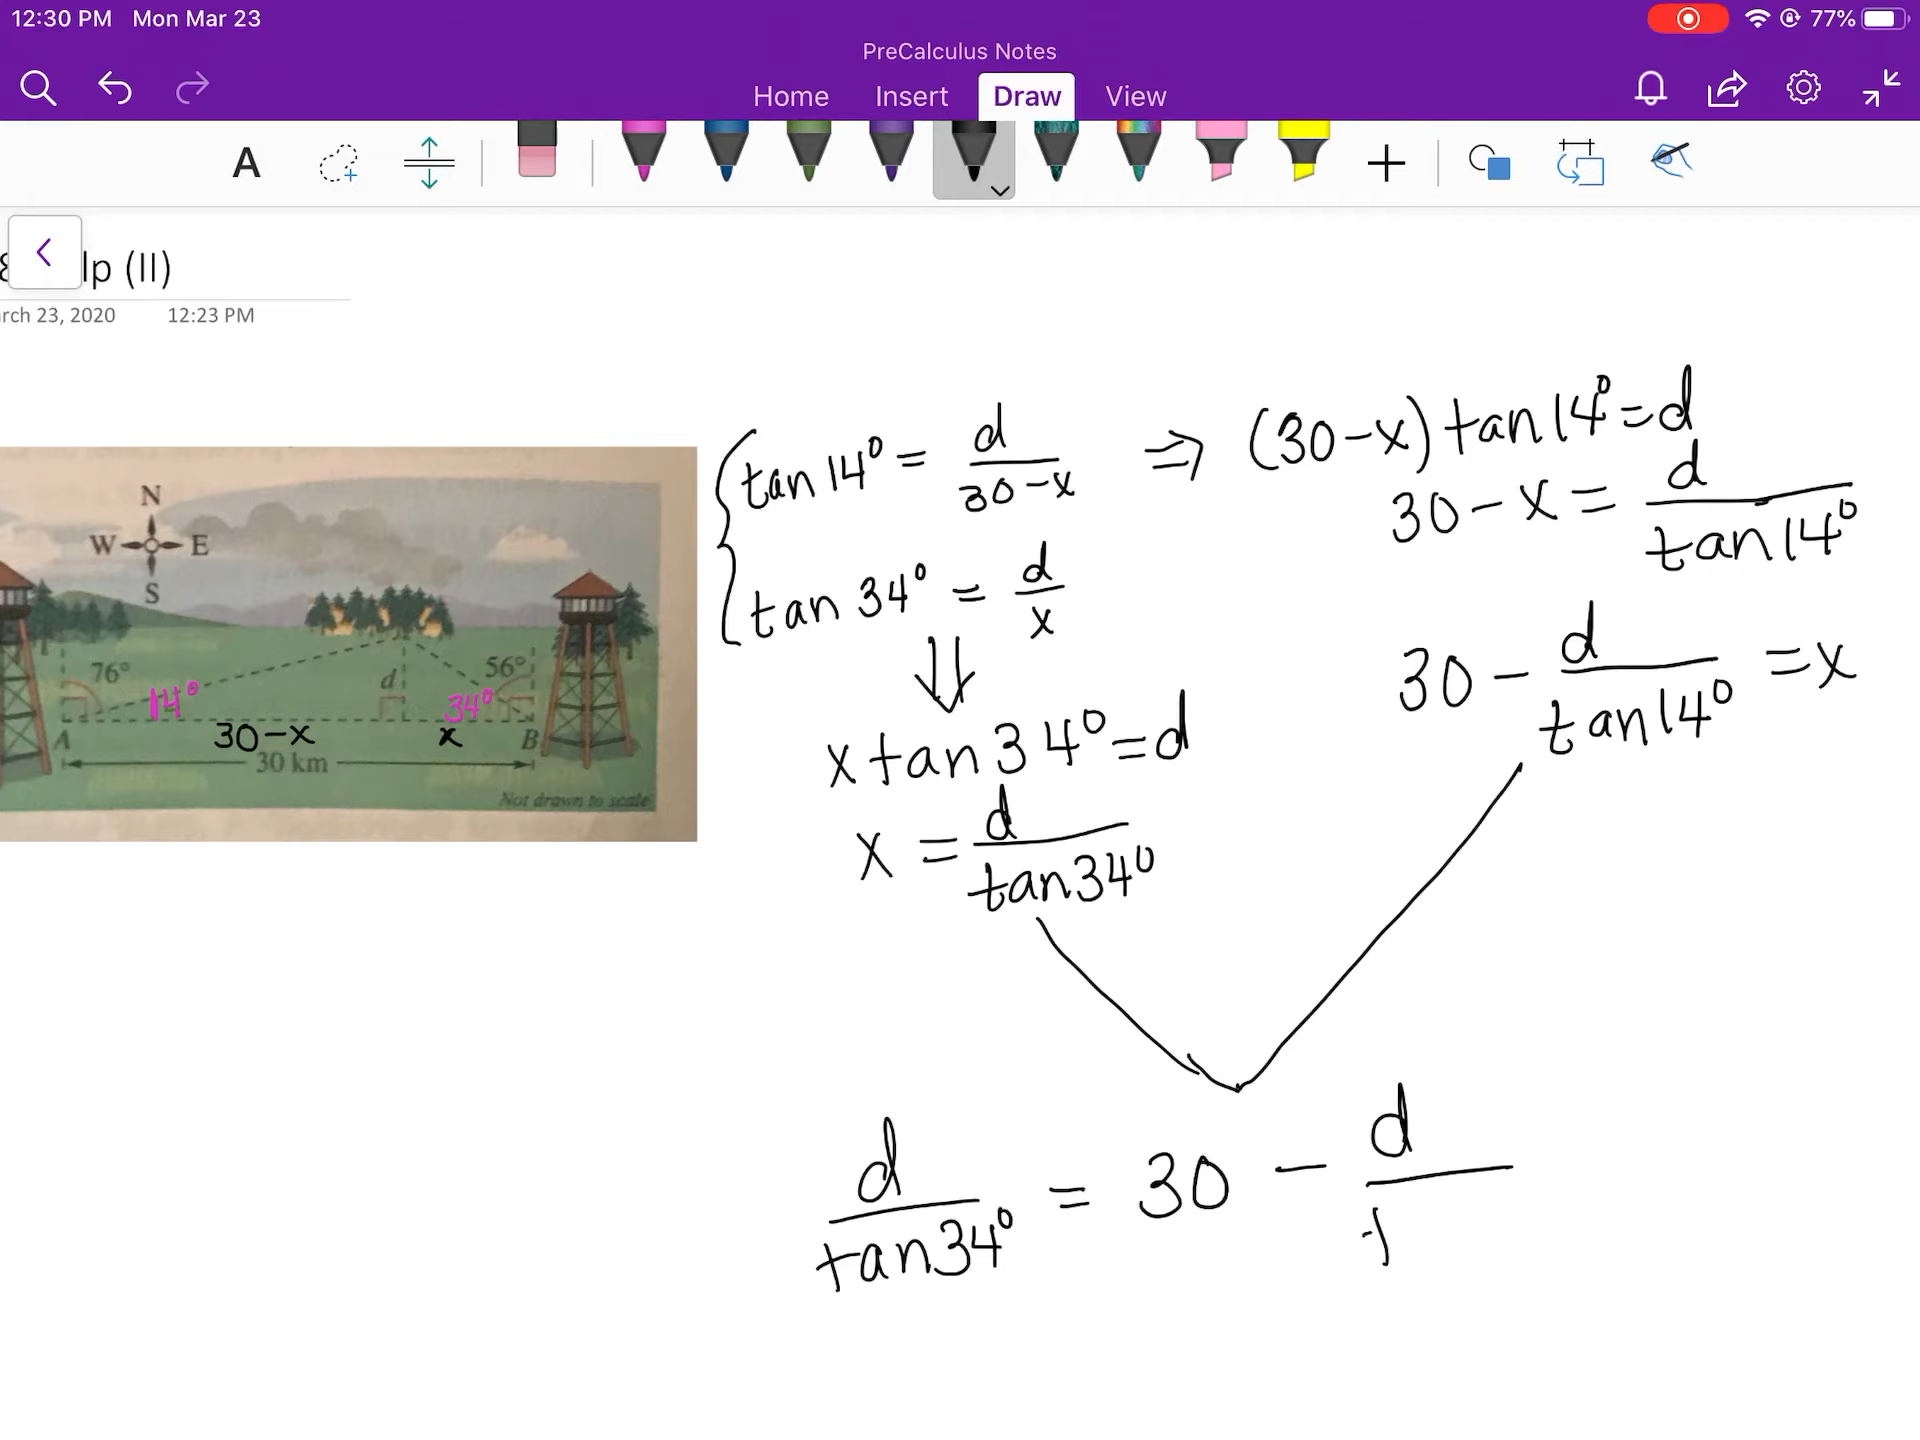 12:30 PM Mon Mar 23
77%
PreCalculus Notes
Home Insert Draw View
A
lp (II)
rch 23, 2020 12:23 PM
N
W E
S
76°
14°
d
56°
34°
A
30-x
x
B
30 km
Not drawn to scale
tan 14° = d/(30-x) ⇒ (30-x) tan 14° = d
30 - x = d/tan 14°
tan 34° = d/x
30 - d/tan 14° = x
⇓
x tan 34° = d
x = d/tan 34°
d/tan 34° = 30 - d/t